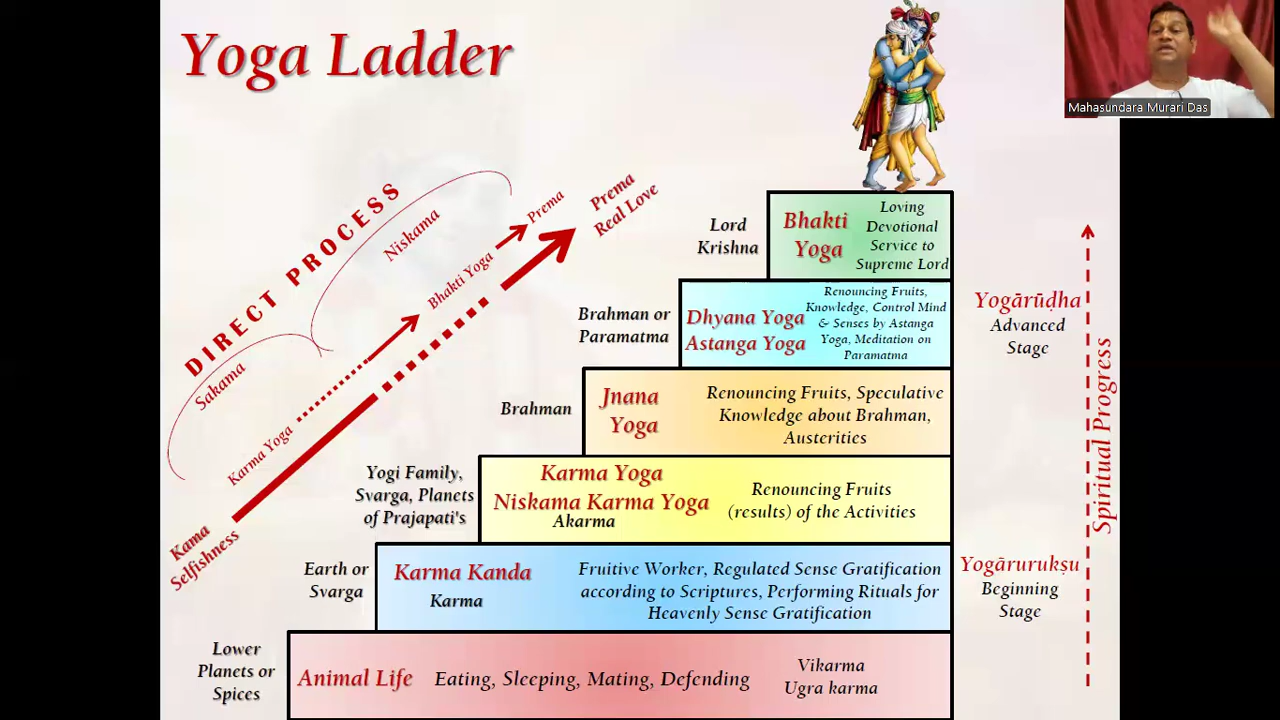 Yoga Ladder
Mahasundara Murari Das
DIRECT PROCESS
Sakama
Niskama
Karma Yoga
Bhakti Yoga
Prema
Kama
Selfishness
Prema
Real Love
Lord
Krishna
Bhakti
Yoga
Loving
Devotional
Service to
Supreme Lord
Brahman or
Paramatma
Dhyana Yoga
Astanga Yoga
Renouncing Fruits,
Knowledge, Control Mind
& Senses by Astanga
Yoga, Meditation on
Paramatma
Brahman
Jnana
Yoga
Renouncing Fruits, Speculative
Knowledge about Brahman,
Austerities
Yogi Family,
Svarga, Planets
of Prajapati's
Karma Yoga
Niskama Karma Yoga
Akarma
Renouncing Fruits
(results) of the Activities
Earth or
Svarga
Karma Kanda
Karma
Fruitive Worker, Regulated Sense Gratification
according to Scriptures, Performing Rituals for
Heavenly Sense Gratification
Lower
Planets or
Spices
Animal Life
Eating, Sleeping, Mating, Defending
Vikarma
Ugra karma
Yogārūḍha
Advanced
Stage
Yogārurukṣu
Beginning
Stage
Spiritual Progress